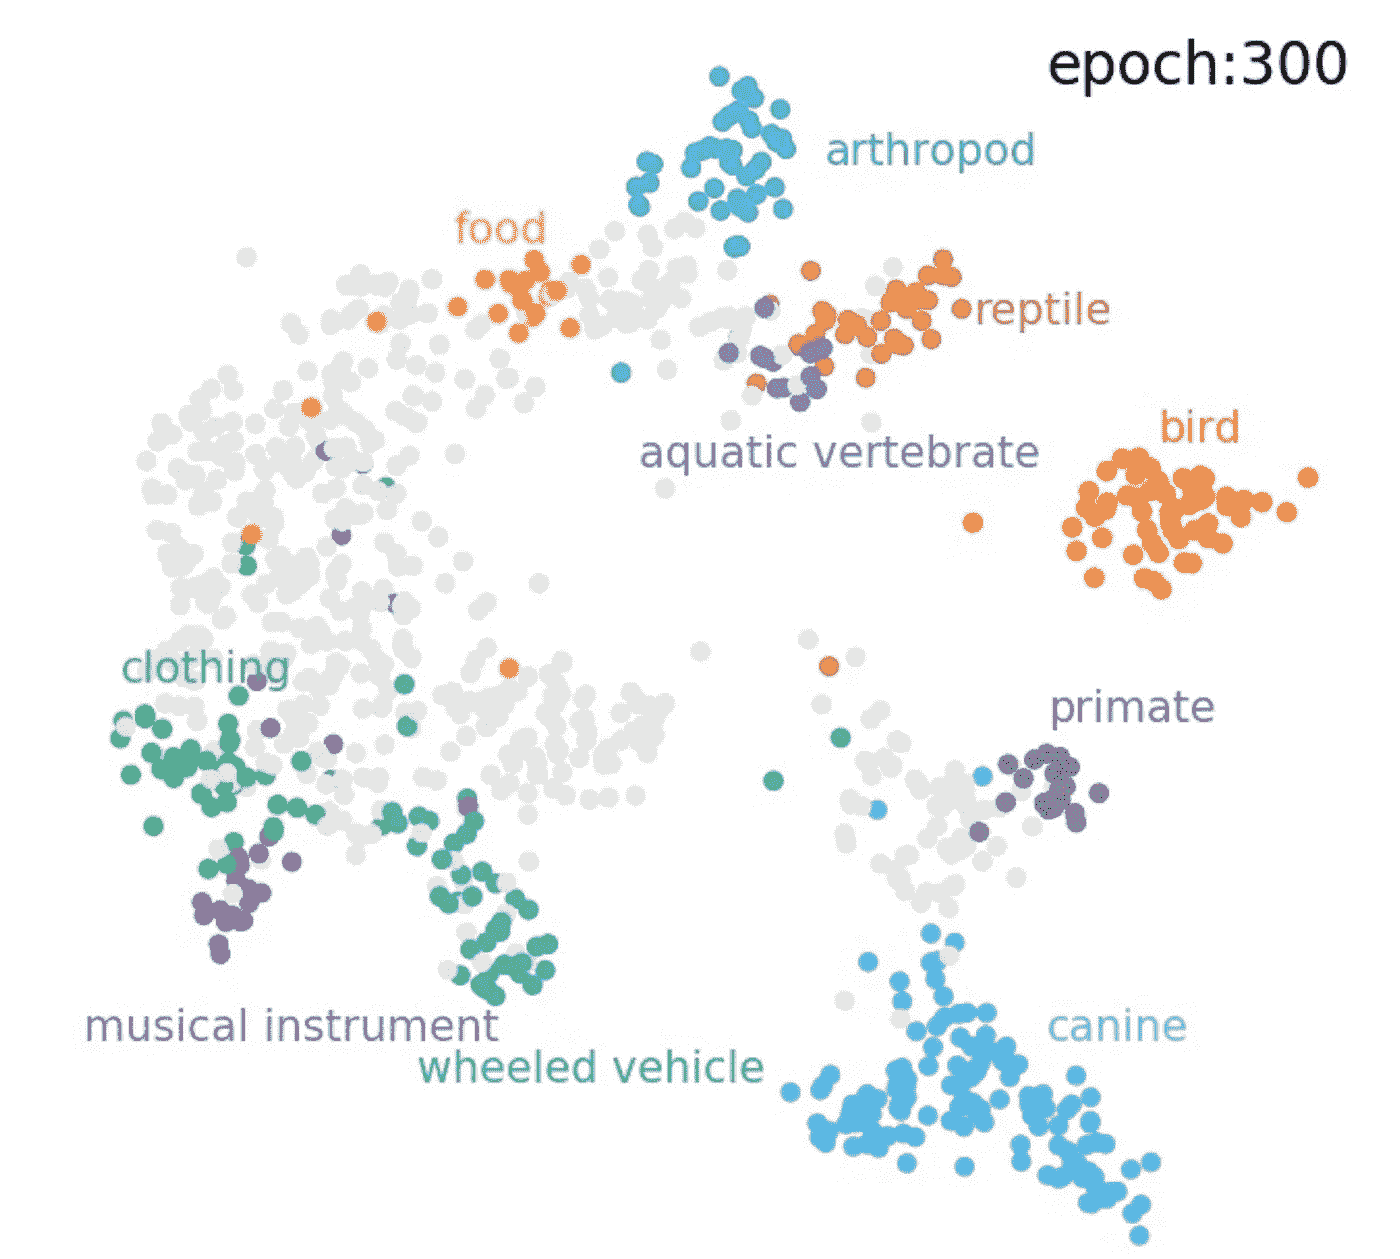 epoch:300
arthropod
food
reptile
bird
aquatic vertebrate
clothing
primate
musical instrument
canine
wheeled vehicle